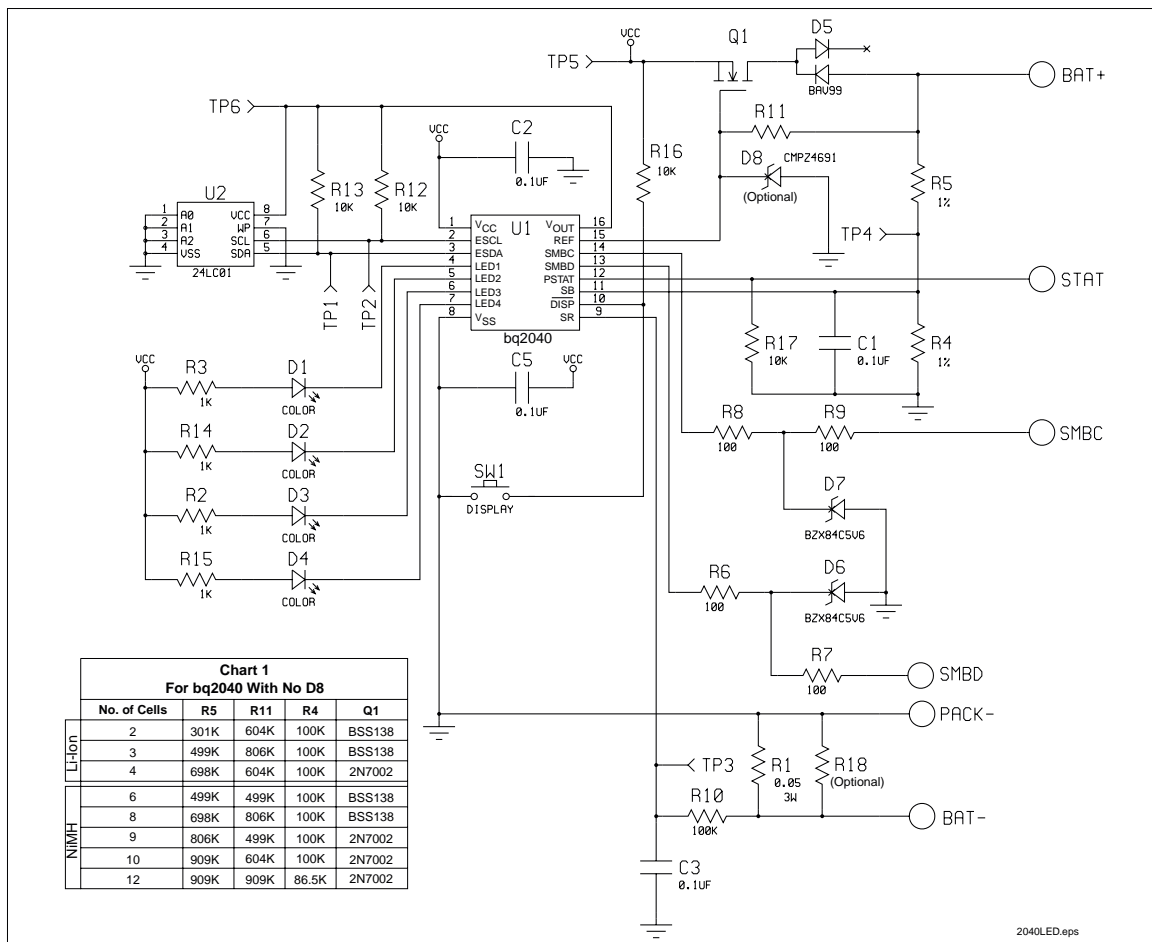 VCC
TP5
Q1
D5
BAV99
BAT+
TP6
VCC
C2
0.1UF
R11
R16
10K
D8
CMPZ4691
(Optional)
R5
1%
R13
10K
R12
10K
U2
1 A0 VCC 8
2 A1 WP 7
3 A2 SCL 6
4 VSS SDA 5
24LC01
TP1
TP2
U1
1 VCC VOUT 16
2 ESCL REF 15
3 ESDA SMBC 14
4 LED1 SMBD 13
5 LED2 PSTAT 12
6 LED3 SB 11
7 LED4 DISP 10
8 VSS SR 9
bq2040
TP4
STAT
R17
10K
C1
0.1UF
R4
1%
VCC
R3
1K
D1
COLOR
R14
1K
D2
COLOR
R2
1K
D3
COLOR
R15
1K
D4
COLOR
C5
0.1UF
VCC
SW1
DISPLAY
R8
100
R9
100
SMBC
D7
BZX84C5V6
R6
100
D6
BZX84C5V6
R7
100
SMBD
PACK-
TP3
R1
0.05
3W
R18
(Optional)
R10
100K
BAT-
C3
0.1UF
Chart 1
For bq2040 With No D8
No. of Cells R5 R11 R4 Q1
Li-Ion
2 301K 604K 100K BSS138
3 499K 806K 100K BSS138
4 698K 604K 100K 2N7002
NiMH
6 499K 499K 100K BSS138
8 698K 806K 100K BSS138
9 806K 499K 100K 2N7002
10 909K 604K 100K 2N7002
12 909K 909K 86.5K 2N7002
2040LED.eps